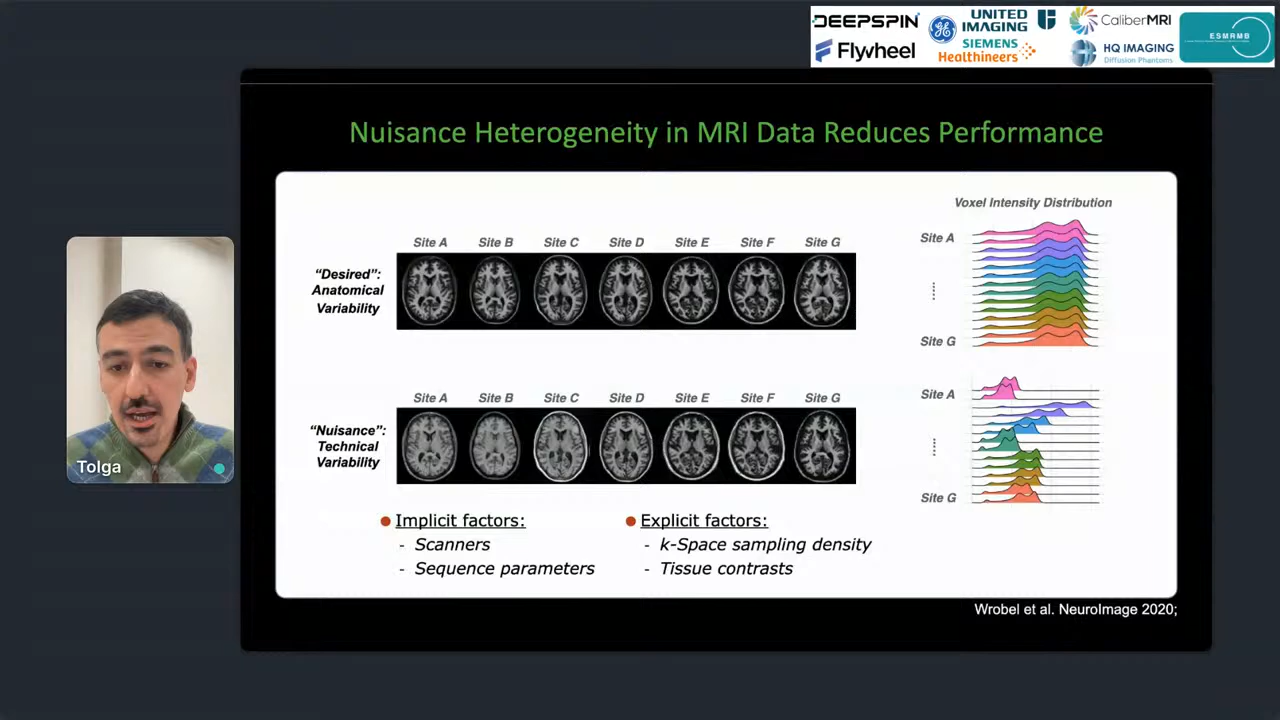 DEEPSPIN
UNITED
IMAGING
CaliberMRI
ESMRMB
Flywheel
SIEMENS
Healthineers
HQ IMAGING
Diffusion Phantoms
Nuisance Heterogeneity in MRI Data Reduces Performance
Voxel Intensity Distribution
Site A Site B Site C Site D Site E Site F Site G
Site A
“Desired”:
Anatomical
Variability
Site G
Site A Site B Site C Site D Site E Site F Site G
Site A
“Nuisance”:
Technical
Variability
Site G
Implicit factors:
- Scanners
- Sequence parameters
Explicit factors:
- k-Space sampling density
- Tissue contrasts
Wrobel et al. NeuroImage 2020;
Tolga